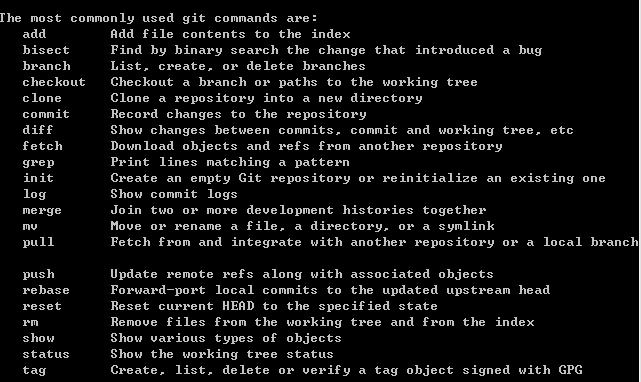 The most commonly used git commands are:
add Add file contents to the index
bisect Find by binary search the change that introduced a bug
branch List, create, or delete branches
checkout Checkout a branch or paths to the working tree
clone Clone a repository into a new directory
commit Record changes to the repository
diff Show changes between commits, commit and working tree, etc
fetch Download objects and refs from another repository
grep Print lines matching a pattern
init Create an empty Git repository or reinitialize an existing one
log Show commit logs
merge Join two or more development histories together
mv Move or rename a file, a directory, or a symlink
pull Fetch from and integrate with another repository or a local branch
push Update remote refs along with associated objects
rebase Forward-port local commits to the updated upstream head
reset Reset current HEAD to the specified state
rm Remove files from the working tree and from the index
show Show various types of objects
status Show the working tree status
tag Create, list, delete or verify a tag object signed with GPG